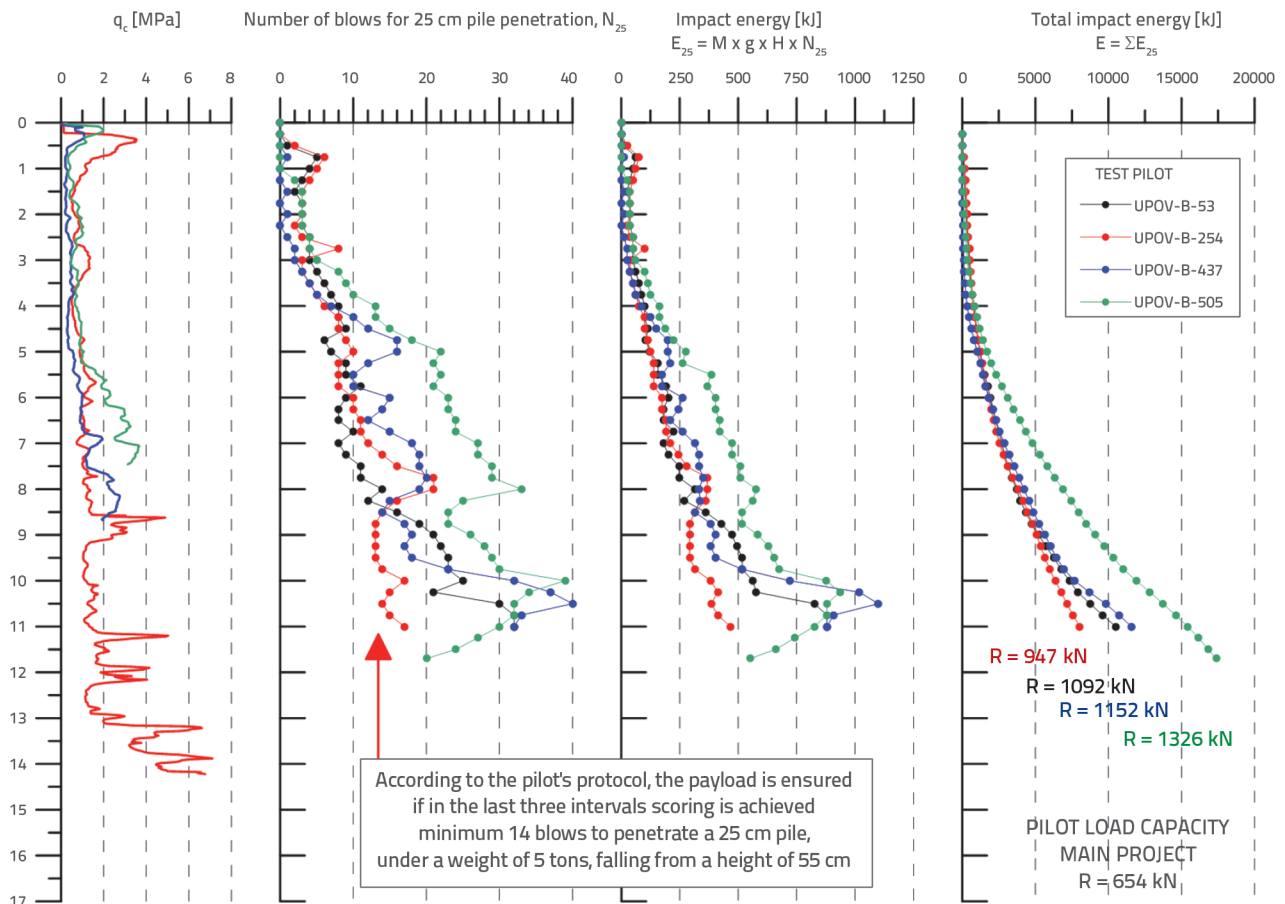 qc [MPa]
Number of blows for 25 cm pile penetration, N25
Impact energy [kJ]
E25 = M x g x H x N25
Total impact energy [kJ]
E = ΣE25
0 2 4 6 8
0 10 20 30 40
0 250 500 750 1000 1250
0 5000 10000 15000 20000
0
1
2
3
4
5
6
7
8
9
10
11
12
13
14
15
16
17
TEST PILOT
UPOV-B-53
UPOV-B-254
UPOV-B-437
UPOV-B-505
R = 947 kN
R = 1092 kN
R = 1152 kN
R = 1326 kN
According to the pilot's protocol, the payload is ensured
if in the last three intervals scoring is achieved
minimum 14 blows to penetrate a 25 cm pile,
under a weight of 5 tons, falling from a height of 55 cm
PILOT LOAD CAPACITY
MAIN PROJECT
R = 654 kN